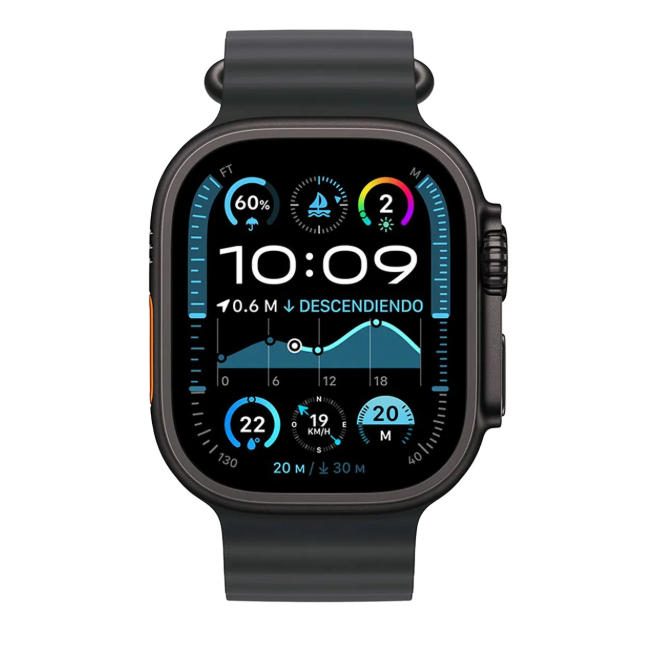 FT M
60% 2
10:09
0.6 M ↓ DESCENDIENDO
0 6 12 18
22 N W 19 E KM/H S 20 M
130 40
20 M / 30 M